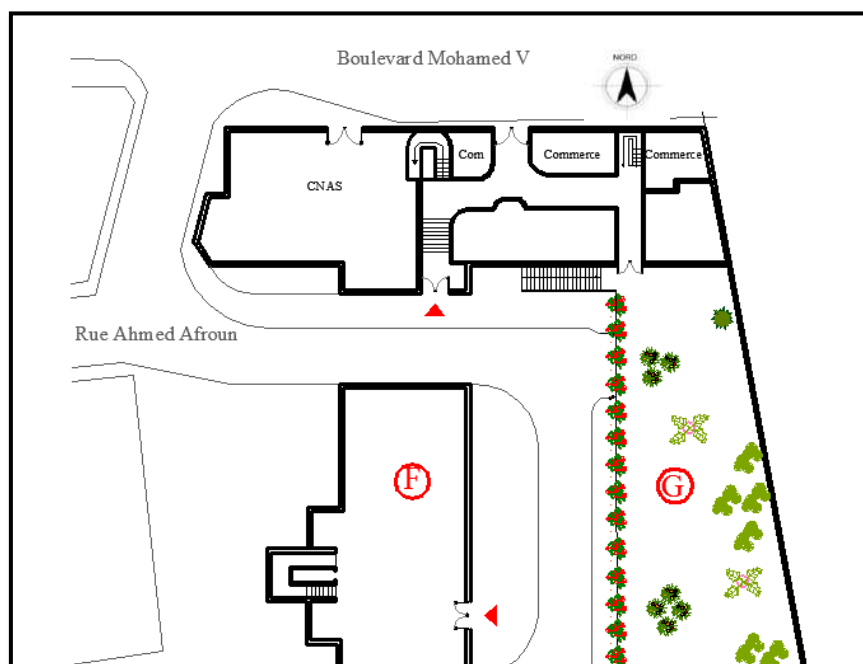 Boulevard Mohamed V
NORD
Com
Commerce
Commerce
CNAS
Rue Ahmed Afroun
F
G